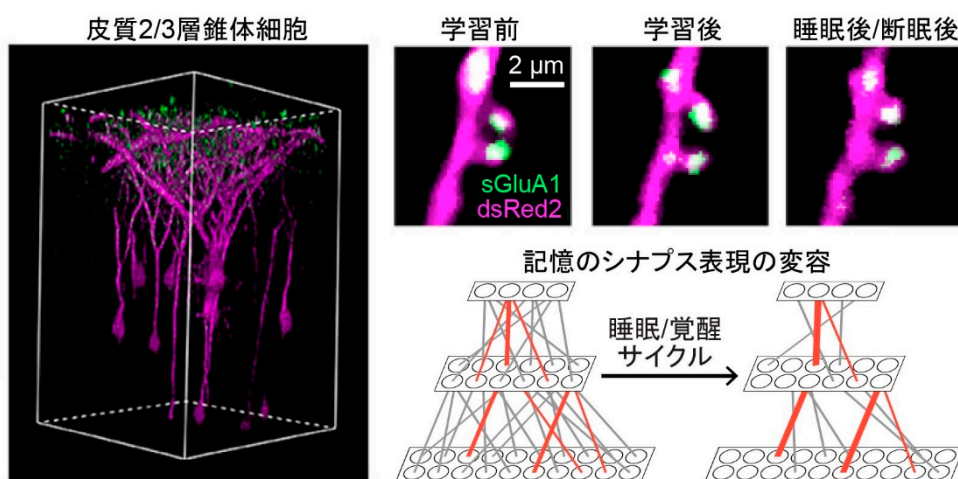 皮質2/3層錐体細胞
学習前
学習後
睡眠後/断眠後
2 μm
sGluA1
dsRed2
記憶のシナプス表現の変容
睡眠/覚醒
サイクル